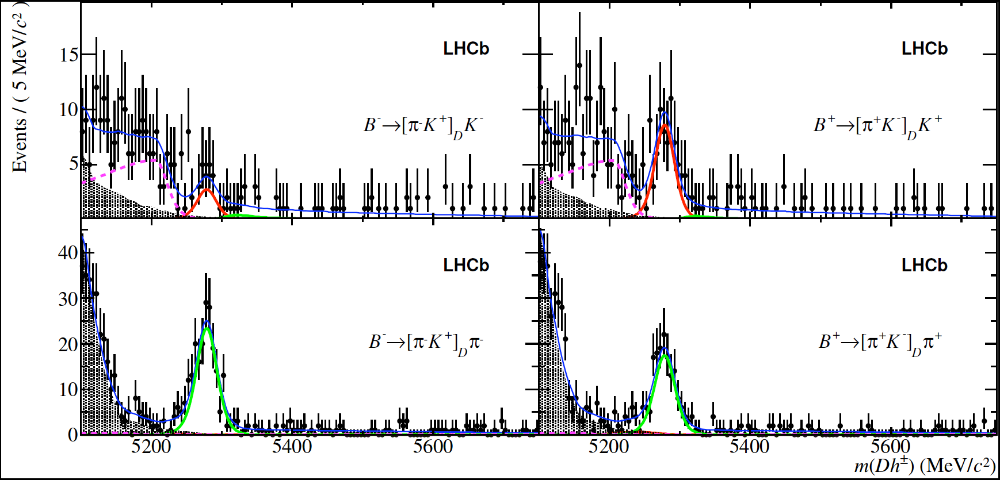 Events / ( 5 MeV/c² )
15
10
5
LHCb
B⁻→[π⁻K⁺]_D K⁻
LHCb
B⁺→[π⁺K⁻]_D K⁺
40
30
20
10
0
LHCb
B⁻→[π⁻K⁺]_D π⁻
LHCb
B⁺→[π⁺K⁻]_D π⁺
5200 5400 5600 5200 5400 5600
m(Dh±) (MeV/c²)